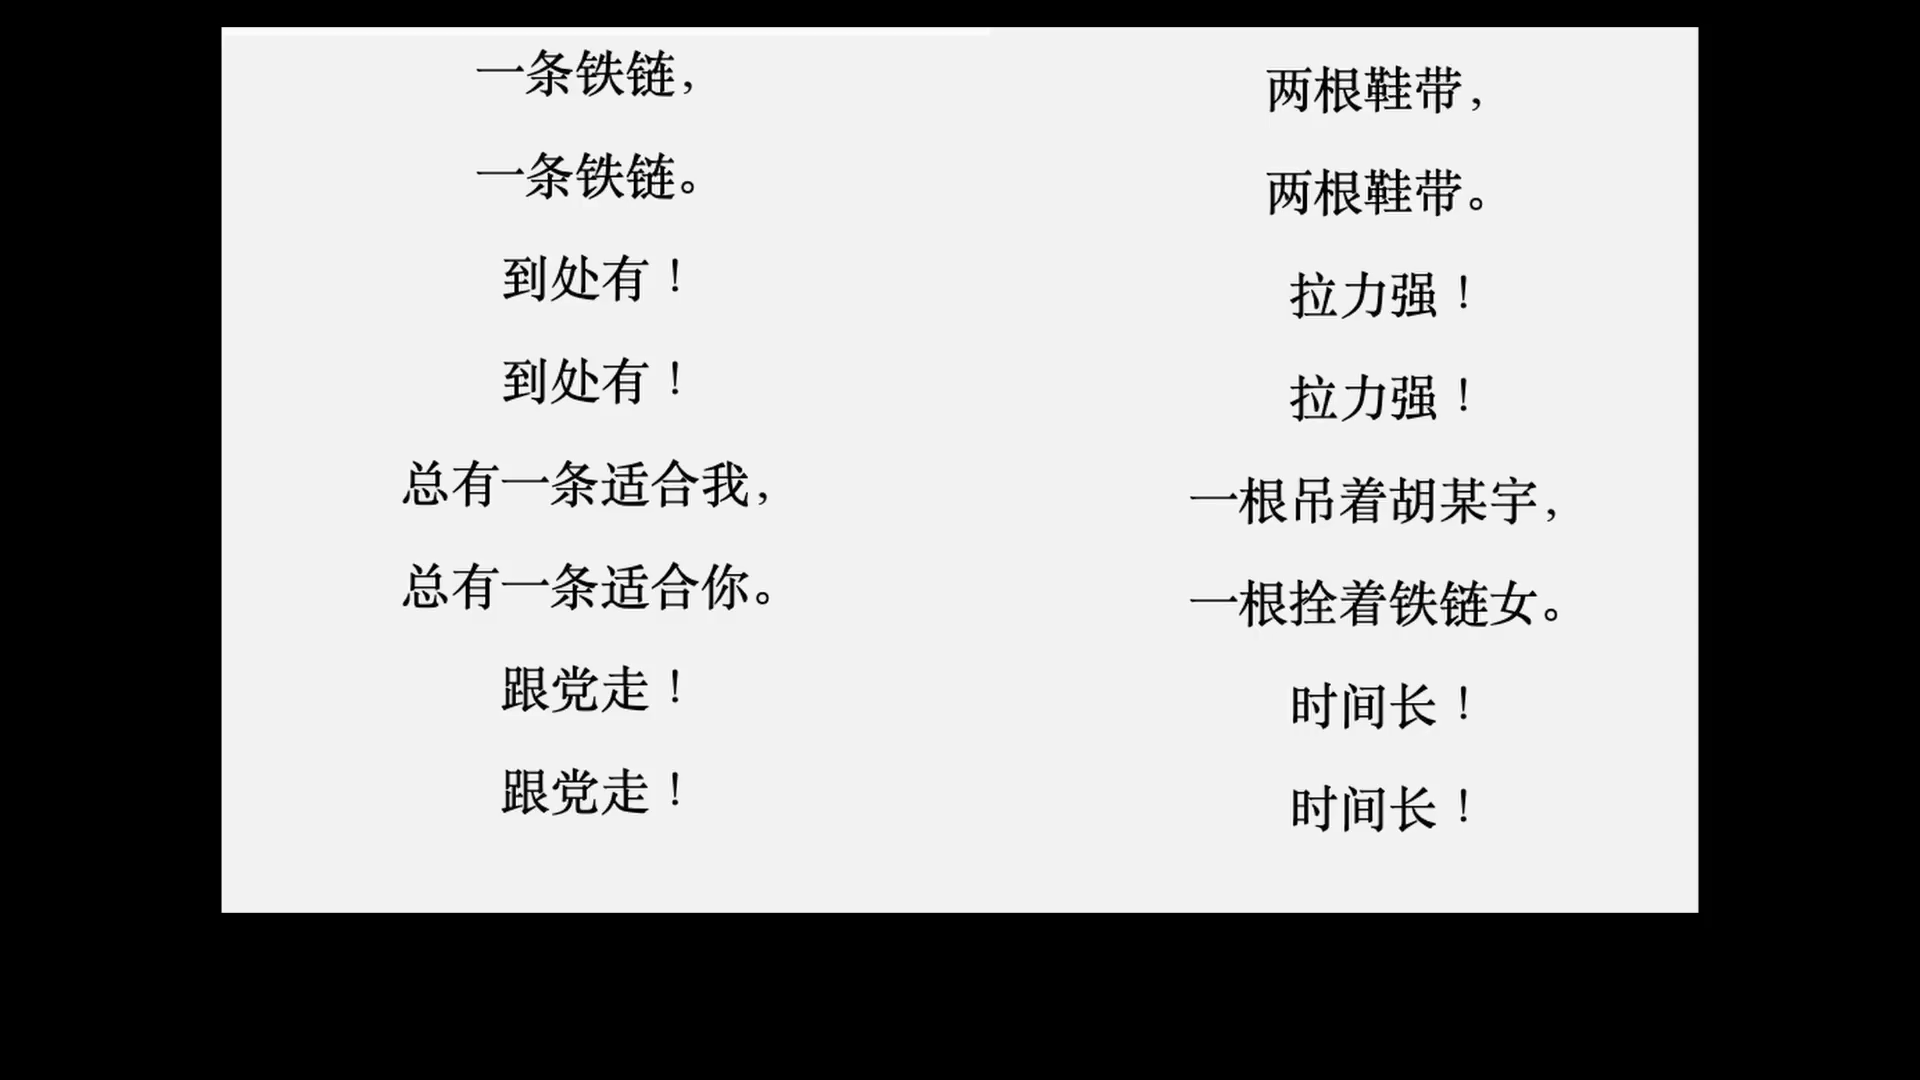 一条铁链，
一条铁链。
到处有！
到处有！
总有一条适合我，
总有一条适合你。
跟党走！
跟党走！
两根鞋带，
两根鞋带。
拉力强！
拉力强！
一根吊着胡某宇，
一根拴着铁链女。
时间长！
时间长！